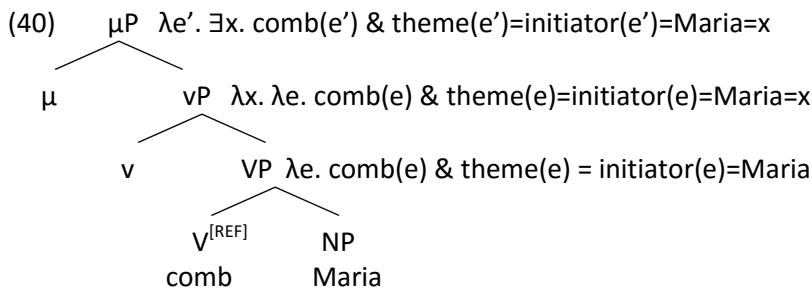 (40) μP λe’. ∃x. comb(e’) & theme(e’)=initiator(e’)=Maria=x
μ vP λx. λe. comb(e) & theme(e)=initiator(e)=Maria=x
v VP λe. comb(e) & theme(e) = initiator(e)=Maria
V[REF] NP
comb Maria